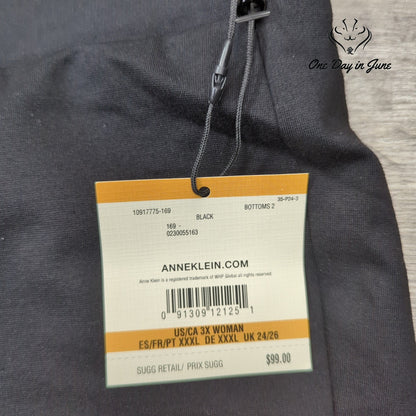 One Day in June
38-P24-3
10917775-169 BLACK BOTTOMS 2
169 -
0230055163
ANNEKLEIN.COM
Anne Klein is a registered trademark of WHP Global all rights reserved.
0 91309 12125 1
US/CA 3X WOMAN
ES/FR/PT XXXL DE XXXL UK 24/26
$99.00
SUGG RETAIL/ PRIX SUGG